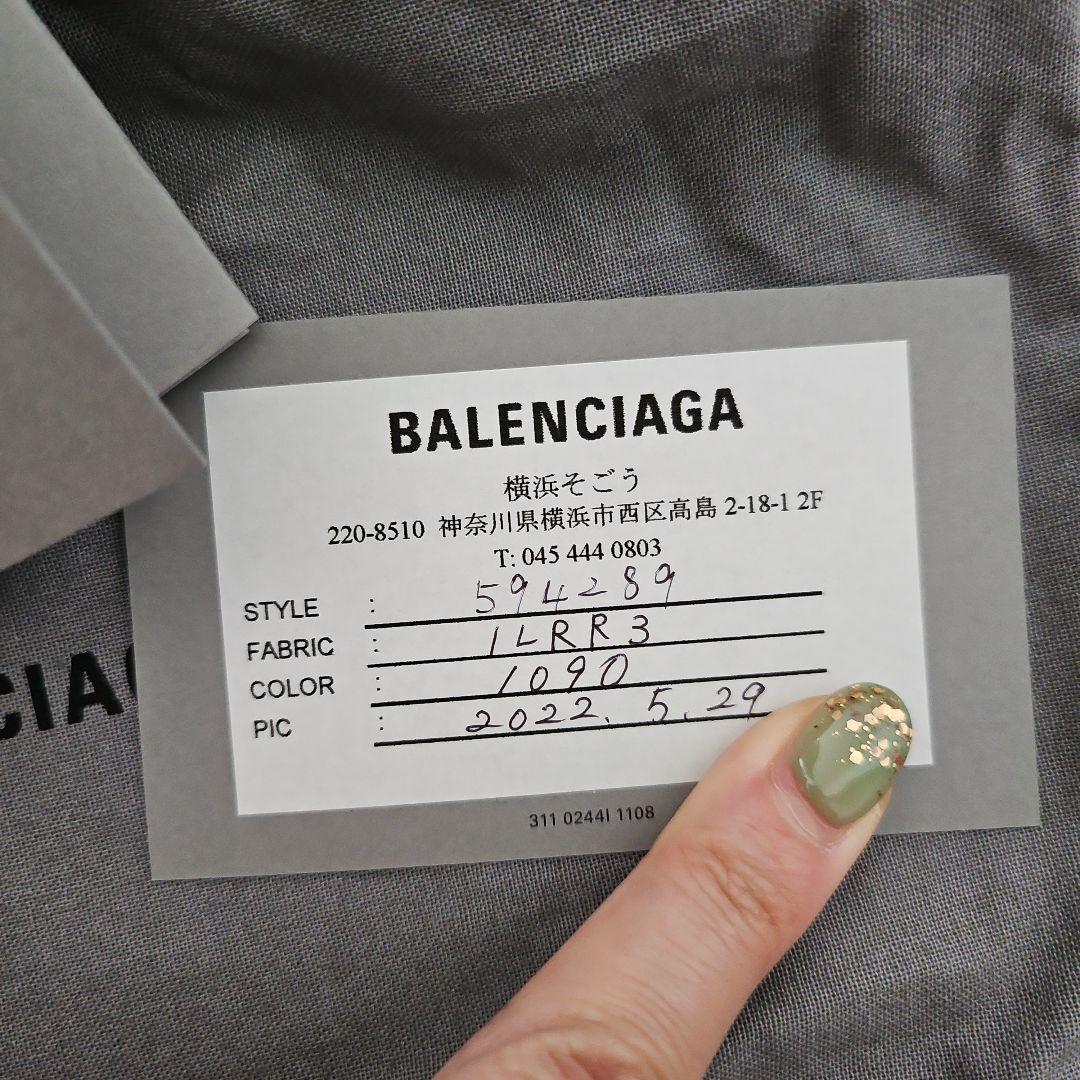 BALENCIAGA
横浜そごう
220-8510 神奈川県横浜市西区高島 2-18-1 2F
T: 045 444 0803
STYLE : 594289
FABRIC : 1LRR3
COLOR : 1090
PIC : 2022. 5. 29
311 0244I 1108
CIA